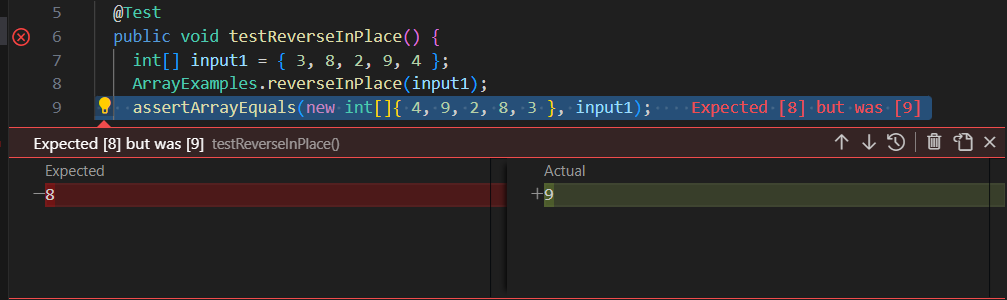 5 @Test
6 public void testReverseInPlace() {
7 int[] input1 = { 3, 8, 2, 9, 4 };
8 ArrayExamples.reverseInPlace(input1);
9 assertArrayEquals(new int[]{ 4, 9, 2, 8, 3 }, input1); Expected [8] but was [9]
Expected [8] but was [9] testReverseInPlace()
Expected Actual
−8 +9